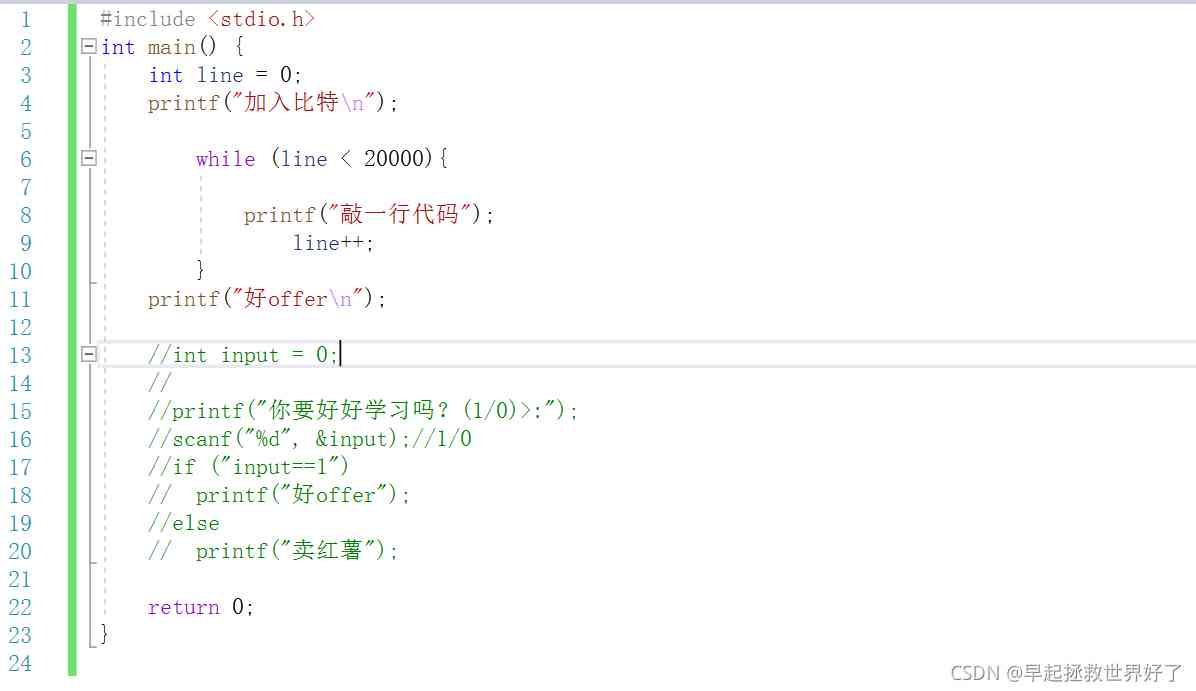 1 #include <stdio.h>
2 int main() {
3 int line = 0;
4 printf("加入比特\n");
5
6 while (line < 20000){
7
8 printf("敲一行代码");
9 line++;
10 }
11 printf("好offer\n");
12
13 //int input = 0;
14 //
15 //printf("你要好好学习吗？(1/0)>:");
16 //scanf("%d", &input);//1/0
17 //if ("input==1")
18 // printf("好offer");
19 //else
20 // printf("卖红薯");
21
22 return 0;
23 }
24
CSDN @早起拯救世界好了